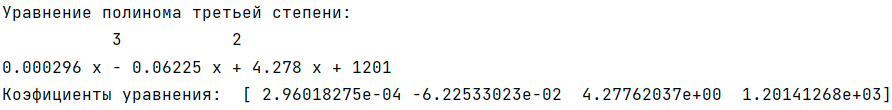 Уравнение полинома третьей степени:
3 2
0.000296 x - 0.06225 x + 4.278 x + 1201
Коэфициенты уравнения: [ 2.96018275e-04 -6.22533023e-02 4.27762037e+00 1.20141268e+03]